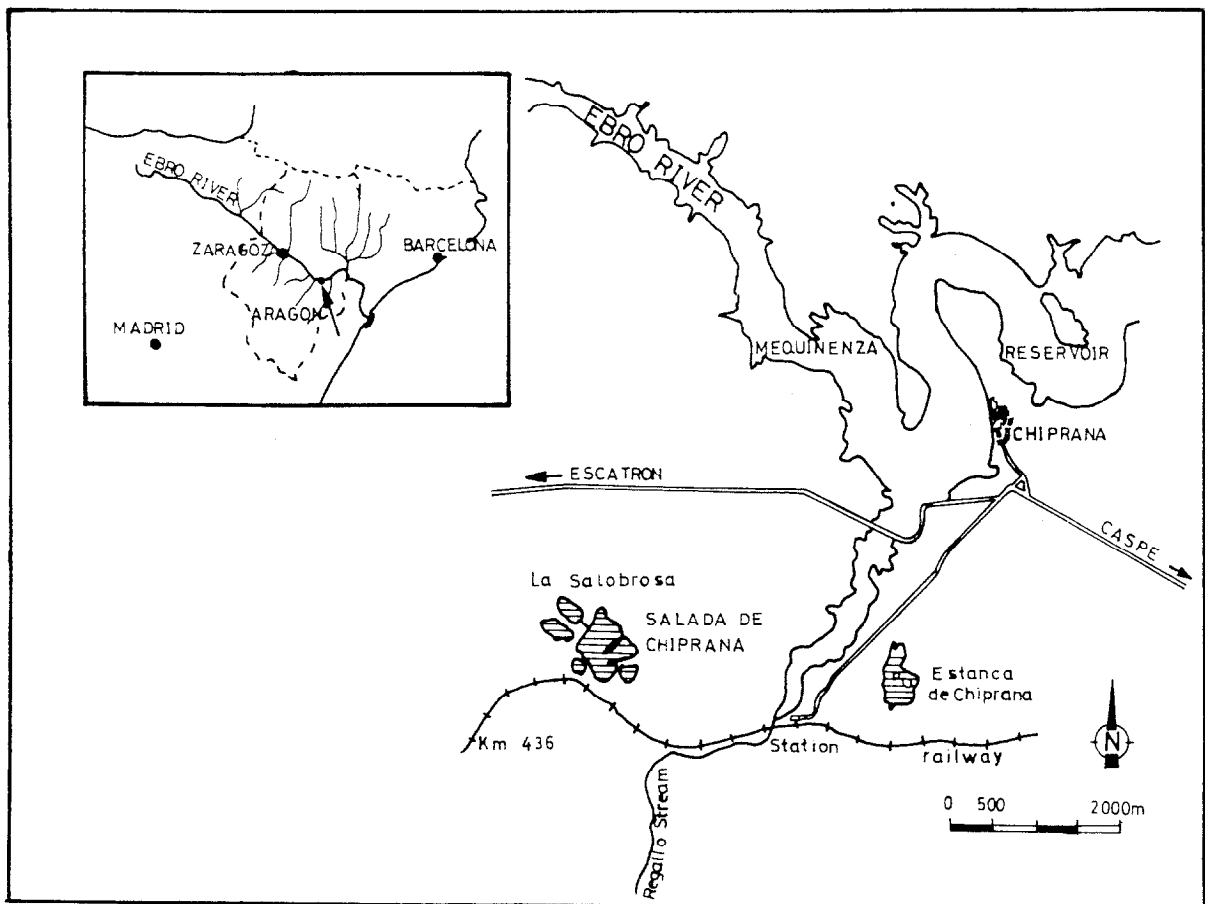 EBRO RIVER
ZARAGOZA
BARCELONA
ARAGON
MADRID
EBRO RIVER
MEQUINENZA
RESERVOIR
CHIPRANA
ESCATRON
CASPE
La Salobrosa
SALADA DE
CHIPRANA
Estanca
de Chiprana
Km 436
Station
railway
Regallo Stream
N
0 500 2000m